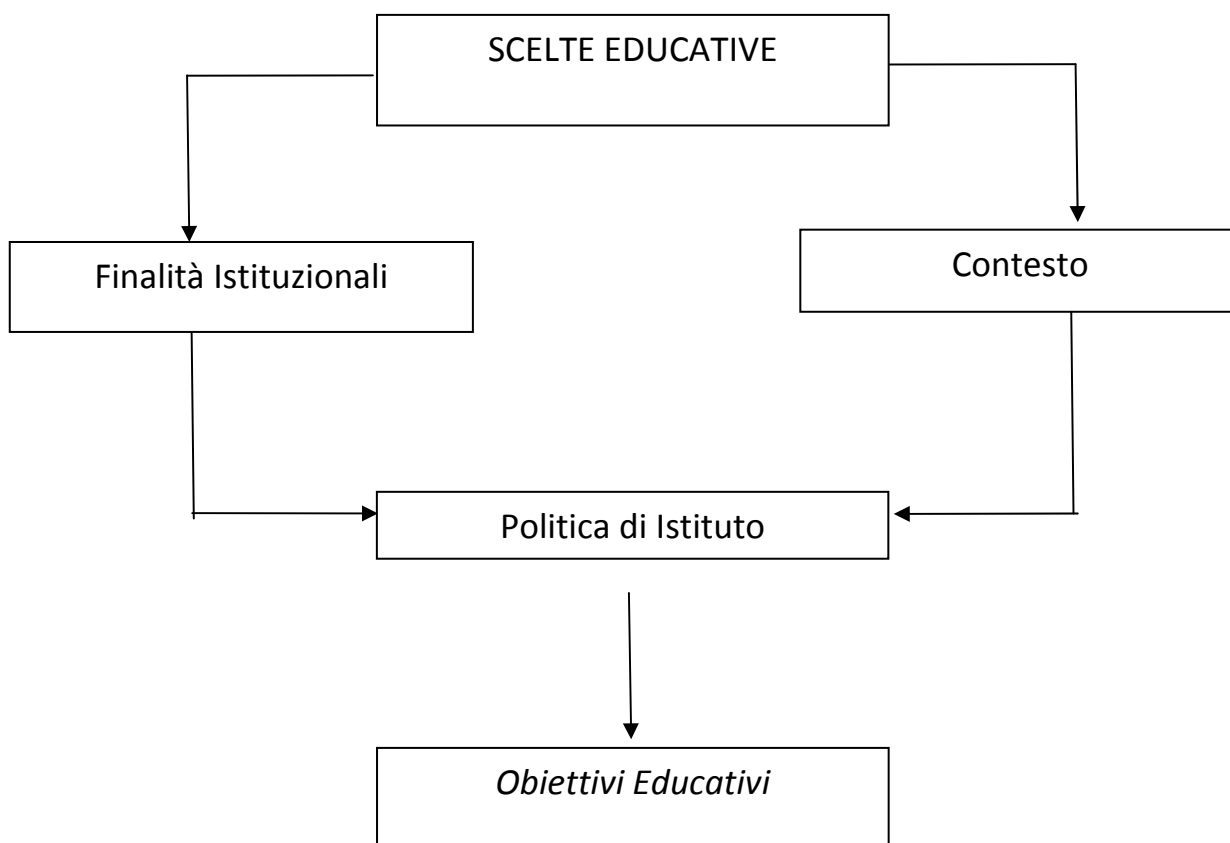 SCELTE EDUCATIVE
Finalità Istituzionali
Contesto
Politica di Istituto
Obiettivi Educativi